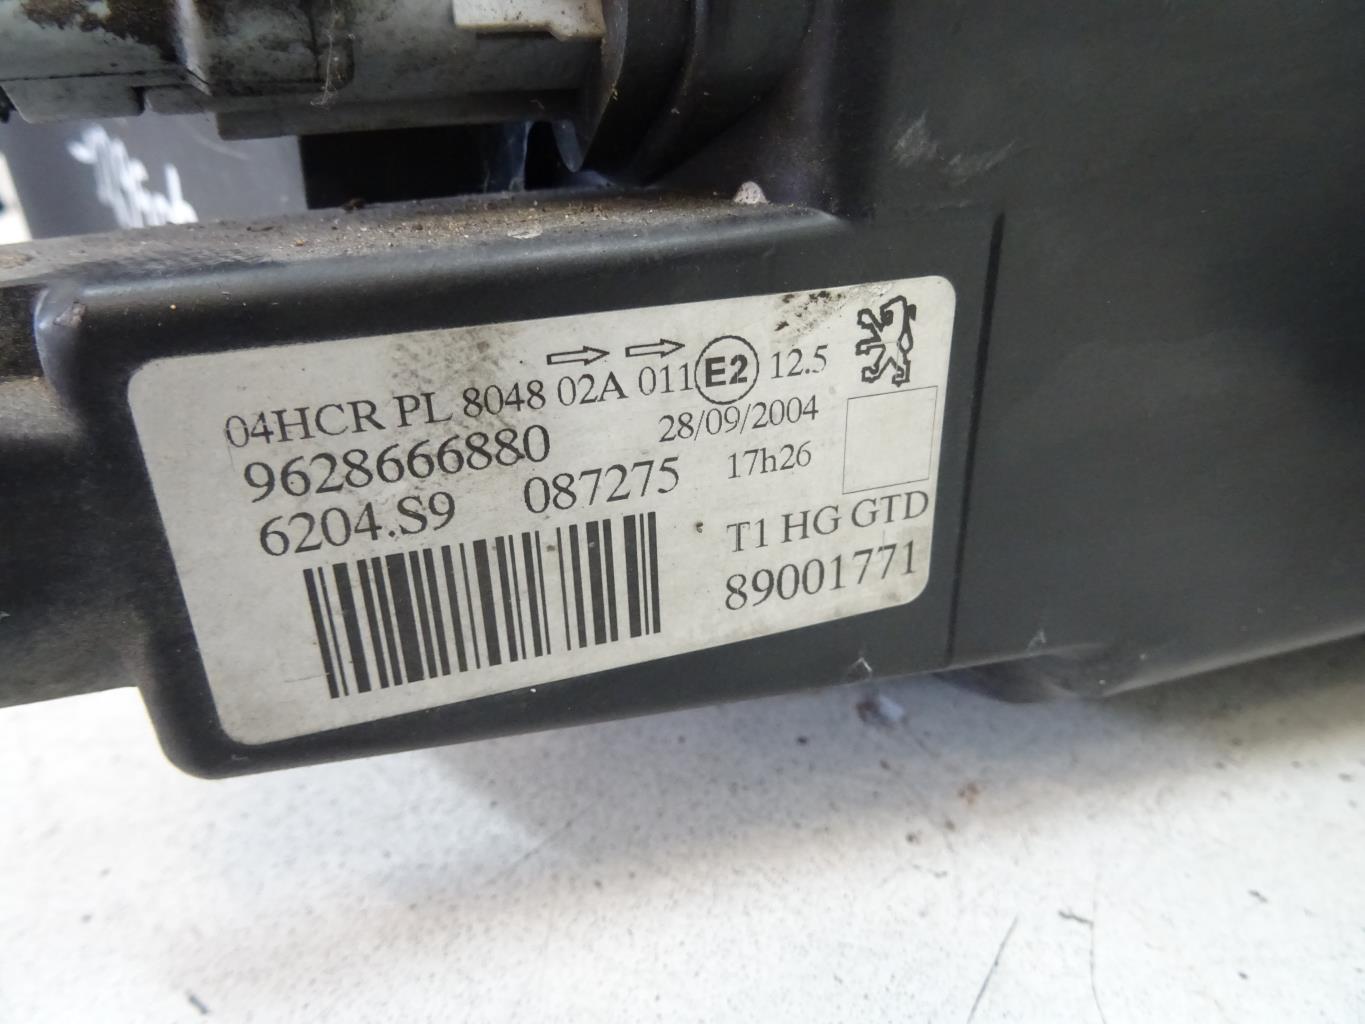 04HCR PL 8048 02A 011 E2 12.5
9628666880 28/09/2004
6204.S9 087275 17h26
T1 HG GTD
89001771